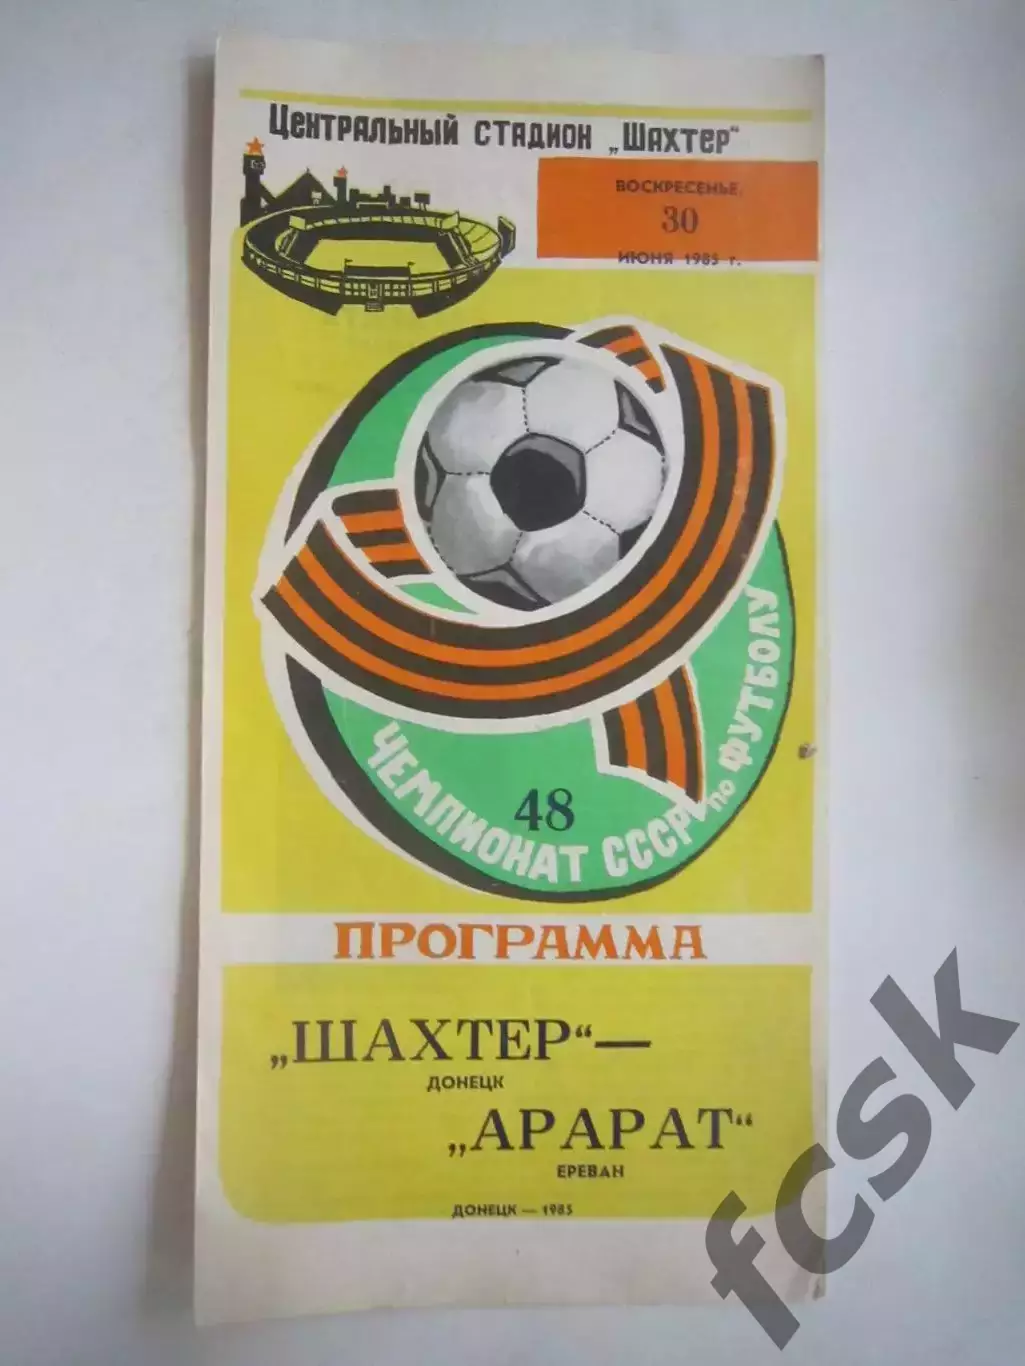 Центральный стадион „Шахтер“
ВОСКРЕСЕНЬЕ,
30
ИЮНЯ 1985 г.
ЧЕМПИОНАТ СССР по ФУТБОЛУ
48
ПРОГРАММА
„ШАХТЕР“—
ДОНЕЦК
„АРАРАТ“
ЕРЕВАН
ДОНЕЦК — 1985
fcsk